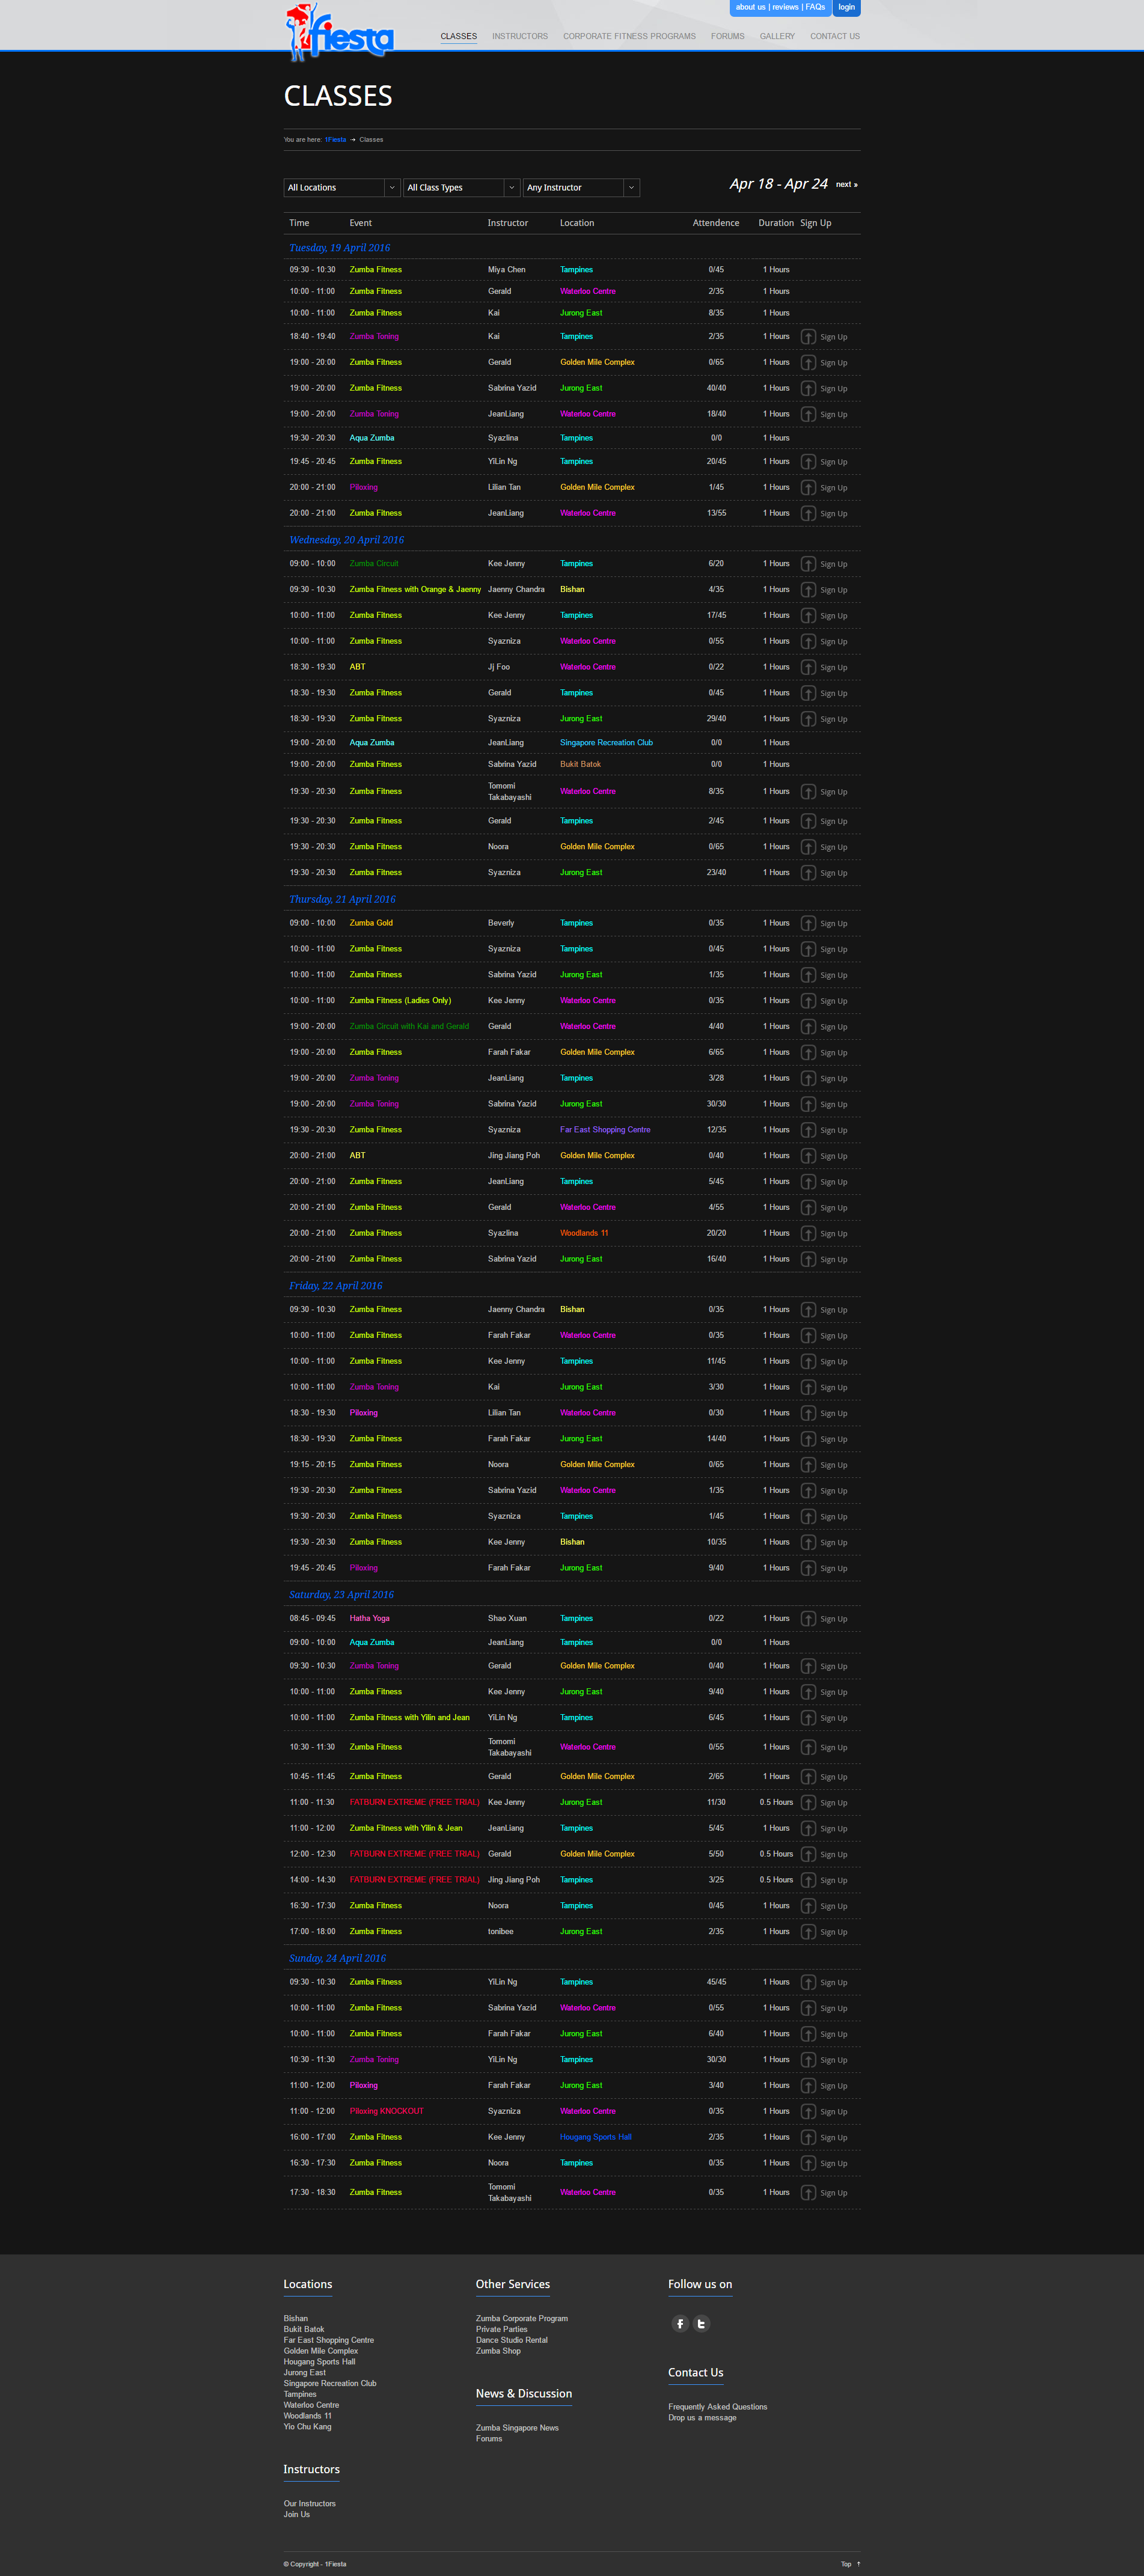 about us | reviews | FAQs login
1Fiesta
CLASSES INSTRUCTORS CORPORATE FITNESS PROGRAMS FORUMS GALLERY CONTACT US
CLASSES
You are here: 1Fiesta → Classes
All Locations All Class Types Any Instructor Apr 18 - Apr 24 next »
Time Event Instructor Location Attendence Duration Sign Up
Tuesday, 19 April 2016
09:30 - 10:30 Zumba Fitness Miya Chen Tampines 0/45 1 Hours
10:00 - 11:00 Zumba Fitness Gerald Waterloo Centre 2/35 1 Hours
10:00 - 11:00 Zumba Fitness Kai Jurong East 8/35 1 Hours
18:40 - 19:40 Zumba Toning Kai Tampines 2/35 1 Hours Sign Up
19:00 - 20:00 Zumba Fitness Gerald Golden Mile Complex 0/65 1 Hours Sign Up
19:00 - 20:00 Zumba Fitness Sabrina Yazid Jurong East 40/40 1 Hours Sign Up
19:00 - 20:00 Zumba Toning JeanLiang Waterloo Centre 18/40 1 Hours Sign Up
19:30 - 20:30 Aqua Zumba Syazlina Tampines 0/0 1 Hours
19:45 - 20:45 Zumba Fitness YiLin Ng Tampines 20/45 1 Hours Sign Up
20:00 - 21:00 Piloxing Lilian Tan Golden Mile Complex 1/45 1 Hours Sign Up
20:00 - 21:00 Zumba Fitness JeanLiang Waterloo Centre 13/55 1 Hours Sign Up
Wednesday, 20 April 2016
09:00 - 10:00 Zumba Circuit Kee Jenny Tampines 6/20 1 Hours Sign Up
09:30 - 10:30 Zumba Fitness with Orange & Jaenny Jaenny Chandra Bishan 4/35 1 Hours Sign Up
10:00 - 11:00 Zumba Fitness Kee Jenny Tampines 17/45 1 Hours Sign Up
10:00 - 11:00 Zumba Fitness Syazniza Waterloo Centre 0/55 1 Hours Sign Up
18:30 - 19:30 ABT Jj Foo Waterloo Centre 0/22 1 Hours Sign Up
18:30 - 19:30 Zumba Fitness Gerald Tampines 0/45 1 Hours Sign Up
18:30 - 19:30 Zumba Fitness Syazniza Jurong East 29/40 1 Hours Sign Up
19:00 - 20:00 Aqua Zumba JeanLiang Singapore Recreation Club 0/0 1 Hours
19:00 - 20:00 Zumba Fitness Sabrina Yazid Bukit Batok 0/0 1 Hours
19:30 - 20:30 Zumba Fitness Tomomi Takabayashi Waterloo Centre 8/35 1 Hours Sign Up
19:30 - 20:30 Zumba Fitness Gerald Tampines 2/45 1 Hours Sign Up
19:30 - 20:30 Zumba Fitness Noora Golden Mile Complex 0/65 1 Hours Sign Up
19:30 - 20:30 Zumba Fitness Syazniza Jurong East 23/40 1 Hours Sign Up
Thursday, 21 April 2016
09:00 - 10:00 Zumba Gold Beverly Tampines 0/35 1 Hours Sign Up
10:00 - 11:00 Zumba Fitness Syazniza Tampines 0/45 1 Hours Sign Up
10:00 - 11:00 Zumba Fitness Sabrina Yazid Jurong East 1/35 1 Hours Sign Up
10:00 - 11:00 Zumba Fitness (Ladies Only) Kee Jenny Waterloo Centre 0/35 1 Hours Sign Up
19:00 - 20:00 Zumba Circuit with Kai and Gerald Gerald Waterloo Centre 4/40 1 Hours Sign Up
19:00 - 20:00 Zumba Fitness Farah Fakar Golden Mile Complex 6/65 1 Hours Sign Up
19:00 - 20:00 Zumba Toning JeanLiang Tampines 3/28 1 Hours Sign Up
19:00 - 20:00 Zumba Toning Sabrina Yazid Jurong East 30/30 1 Hours Sign Up
19:30 - 20:30 Zumba Fitness Syazniza Far East Shopping Centre 12/35 1 Hours Sign Up
20:00 - 21:00 ABT Jing Jiang Poh Golden Mile Complex 0/40 1 Hours Sign Up
20:00 - 21:00 Zumba Fitness JeanLiang Tampines 5/45 1 Hours Sign Up
20:00 - 21:00 Zumba Fitness Gerald Waterloo Centre 4/55 1 Hours Sign Up
20:00 - 21:00 Zumba Fitness Syazlina Woodlands 11 20/20 1 Hours Sign Up
20:00 - 21:00 Zumba Fitness Sabrina Yazid Jurong East 16/40 1 Hours Sign Up
Friday, 22 April 2016
09:30 - 10:30 Zumba Fitness Jaenny Chandra Bishan 0/35 1 Hours Sign Up
10:00 - 11:00 Zumba Fitness Farah Fakar Waterloo Centre 0/35 1 Hours Sign Up
10:00 - 11:00 Zumba Fitness Kee Jenny Tampines 11/45 1 Hours Sign Up
10:00 - 11:00 Zumba Toning Kai Jurong East 3/30 1 Hours Sign Up
18:30 - 19:30 Piloxing Lilian Tan Waterloo Centre 0/30 1 Hours Sign Up
18:30 - 19:30 Zumba Fitness Farah Fakar Jurong East 14/40 1 Hours Sign Up
19:15 - 20:15 Zumba Fitness Noora Golden Mile Complex 0/65 1 Hours Sign Up
19:30 - 20:30 Zumba Fitness Sabrina Yazid Waterloo Centre 1/35 1 Hours Sign Up
19:30 - 20:30 Zumba Fitness Syazniza Tampines 1/45 1 Hours Sign Up
19:30 - 20:30 Zumba Fitness Kee Jenny Bishan 10/35 1 Hours Sign Up
19:45 - 20:45 Piloxing Farah Fakar Jurong East 9/40 1 Hours Sign Up
Saturday, 23 April 2016
08:45 - 09:45 Hatha Yoga Shao Xuan Tampines 0/22 1 Hours Sign Up
09:00 - 10:00 Aqua Zumba JeanLiang Tampines 0/0 1 Hours
09:30 - 10:30 Zumba Toning Gerald Golden Mile Complex 0/40 1 Hours Sign Up
10:00 - 11:00 Zumba Fitness Kee Jenny Jurong East 9/40 1 Hours Sign Up
10:00 - 11:00 Zumba Fitness with Yilin and Jean YiLin Ng Tampines 6/45 1 Hours Sign Up
10:30 - 11:30 Zumba Fitness Tomomi Takabayashi Waterloo Centre 0/55 1 Hours Sign Up
10:45 - 11:45 Zumba Fitness Gerald Golden Mile Complex 2/65 1 Hours Sign Up
11:00 - 11:30 FATBURN EXTREME (FREE TRIAL) Kee Jenny Jurong East 11/30 0.5 Hours Sign Up
11:00 - 12:00 Zumba Fitness with Yilin & Jean JeanLiang Tampines 5/45 1 Hours Sign Up
12:00 - 12:30 FATBURN EXTREME (FREE TRIAL) Gerald Golden Mile Complex 5/50 0.5 Hours Sign Up
14:00 - 14:30 FATBURN EXTREME (FREE TRIAL) Jing Jiang Poh Tampines 3/25 0.5 Hours Sign Up
16:30 - 17:30 Zumba Fitness Noora Tampines 0/45 1 Hours Sign Up
17:00 - 18:00 Zumba Fitness tonibee Jurong East 2/35 1 Hours Sign Up
Sunday, 24 April 2016
09:30 - 10:30 Zumba Fitness YiLin Ng Tampines 45/45 1 Hours Sign Up
10:00 - 11:00 Zumba Fitness Sabrina Yazid Waterloo Centre 0/55 1 Hours Sign Up
10:00 - 11:00 Zumba Fitness Farah Fakar Jurong East 6/40 1 Hours Sign Up
10:30 - 11:30 Zumba Toning YiLin Ng Tampines 30/30 1 Hours Sign Up
11:00 - 12:00 Piloxing Farah Fakar Jurong East 3/40 1 Hours Sign Up
11:00 - 12:00 Piloxing KNOCKOUT Syazniza Waterloo Centre 0/35 1 Hours Sign Up
16:00 - 17:00 Zumba Fitness Kee Jenny Hougang Sports Hall 2/35 1 Hours Sign Up
16:30 - 17:30 Zumba Fitness Noora Tampines 0/35 1 Hours Sign Up
17:30 - 18:30 Zumba Fitness Tomomi Takabayashi Waterloo Centre 0/35 1 Hours Sign Up
Locations
Bishan
Bukit Batok
Far East Shopping Centre
Golden Mile Complex
Hougang Sports Hall
Jurong East
Singapore Recreation Club
Tampines
Waterloo Centre
Woodlands 11
Yio Chu Kang
Instructors
Our Instructors
Join Us
Other Services
Zumba Corporate Program
Private Parties
Dance Studio Rental
Zumba Shop
News & Discussion
Zumba Singapore News
Forums
Follow us on
Contact Us
Frequently Asked Questions
Drop us a message
© Copyright - 1Fiesta Top ↑